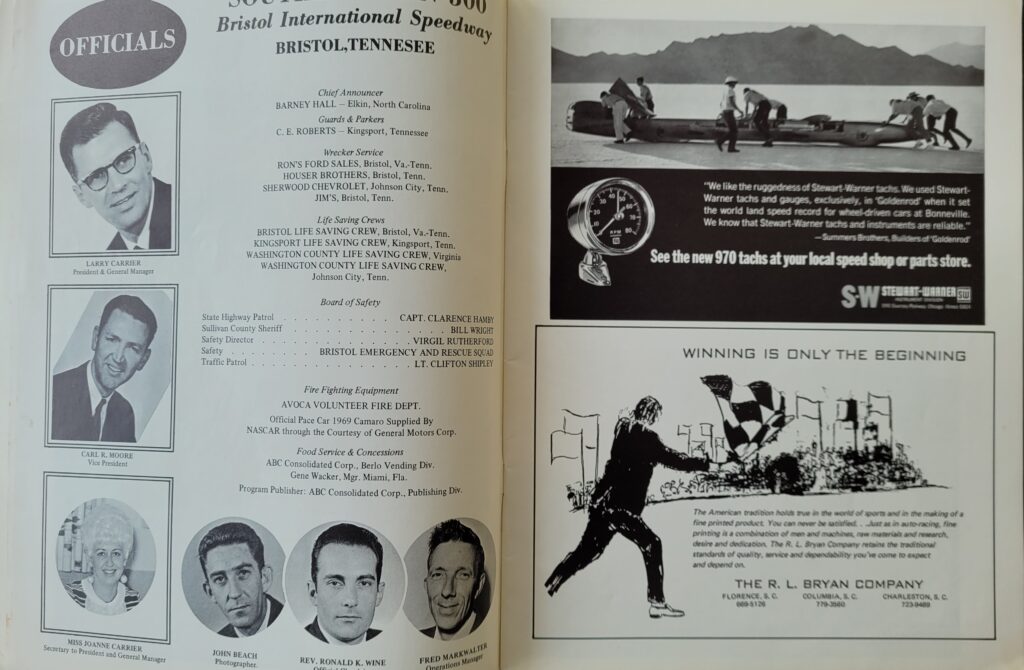 OFFICIALS
500
Bristol International Speedway
BRISTOL,TENNESEE
Chief Announcer
BARNEY HALL — Elkin, North Carolina
Guards & Parkers
C. E. ROBERTS — Kingsport, Tennessee
Wrecker Service
RON'S FORD SALES, Bristol, Va.-Tenn.
HOUSER BROTHERS, Bristol, Tenn.
SHERWOOD CHEVROLET, Johnson City, Tenn.
JIM'S, Bristol, Tenn.
Life Saving Crews
BRISTOL LIFE SAVING CREW, Bristol, Va.-Tenn.
KINGSPORT LIFE SAVING CREW, Kingsport, Tenn.
WASHINGTON COUNTY LIFE SAVING CREW, Virginia
WASHINGTON COUNTY LIFE SAVING CREW,
Johnson City, Tenn.
Board of Safety
State Highway Patrol . . . . . . . . . . CAPT. CLARENCE HAMBY
Sullivan County Sheriff . . . . . . . . . . . . . BILL WRIGHT
Safety Director . . . . . . . . . . . . . VIRGIL RUTHERFORD
Safety . . . . . . . . BRISTOL EMERGENCY AND RESCUE SQUAD
Traffic Patrol . . . . . . . . . . . . . . LT. CLIFTON SHIPLEY
Fire Fighting Equipment
AVOCA VOLUNTEER FIRE DEPT.
Official Pace Car 1969 Camaro Supplied By
NASCAR through the Courtesy of General Motors Corp.
Food Service & Concessions
ABC Consolidated Corp., Berlo Vending Div.
Gene Wacker, Mgr. Miami, Fla.
Program Publisher: ABC Consolidated Corp., Publishing Div.
LARRY CARRIER
President & General Manager
CARL R. MOORE
Vice President
MISS JOANNE CARRIER
Secretary to President and General Manager
JOHN BEACH
Photographer.
REV. RONALD K. WINE
FRED MARKWALTER
Operations Manager
"We like the ruggedness of Stewart-Warner tachs. We used Stewart-
Warner tachs and gauges, exclusively, in 'Goldenrod' when it set
the world land speed record for wheel-driven cars at Bonneville.
We know that Stewart-Warner tachs and instruments are reliable."
—Summers Brothers, Builders of 'Goldenrod'
See the new 970 tachs at your local speed shop or parts store.
RPM
S-W STEWART-WARNER SW
INSTRUMENT DIVISION
WINNING IS ONLY THE BEGINNING
The American tradition holds true in the world of sports and in the making of a
fine printed product. You can never be satisfied. . .Just as in auto-racing, fine
printing is a combination of men and machines, raw materials and research,
desire and dedication. The R. L. Bryan Company retains the traditional
standards of quality, service and dependability you've come to expect
and depend on.
THE R. L. BRYAN COMPANY
FLORENCE, S. C. COLUMBIA, S. C. CHARLESTON, S. C.
669-5126 779-3560 723-9489